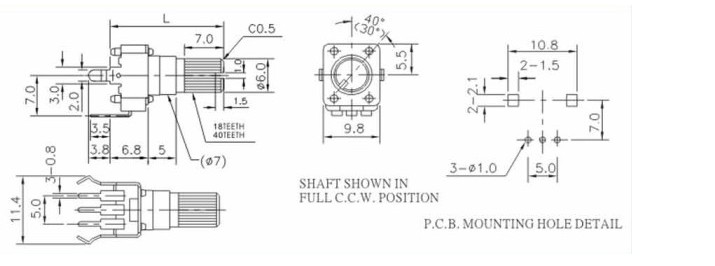 L
7.0
C0.5
1.0
ø6.0
1.5
7.0
3.0
2.0
3.5
3.8
6.8
5
18TEETH
40TEETH
(ø7)
40°
(30°)
5.5
9.8
10.8
2-1.5
2-2.1
7.0
3-ø1.0
5.0
3-0.8
11.4
5.0
SHAFT SHOWN IN
FULL C.C.W. POSITION
P.C.B. MOUNTING HOLE DETAIL